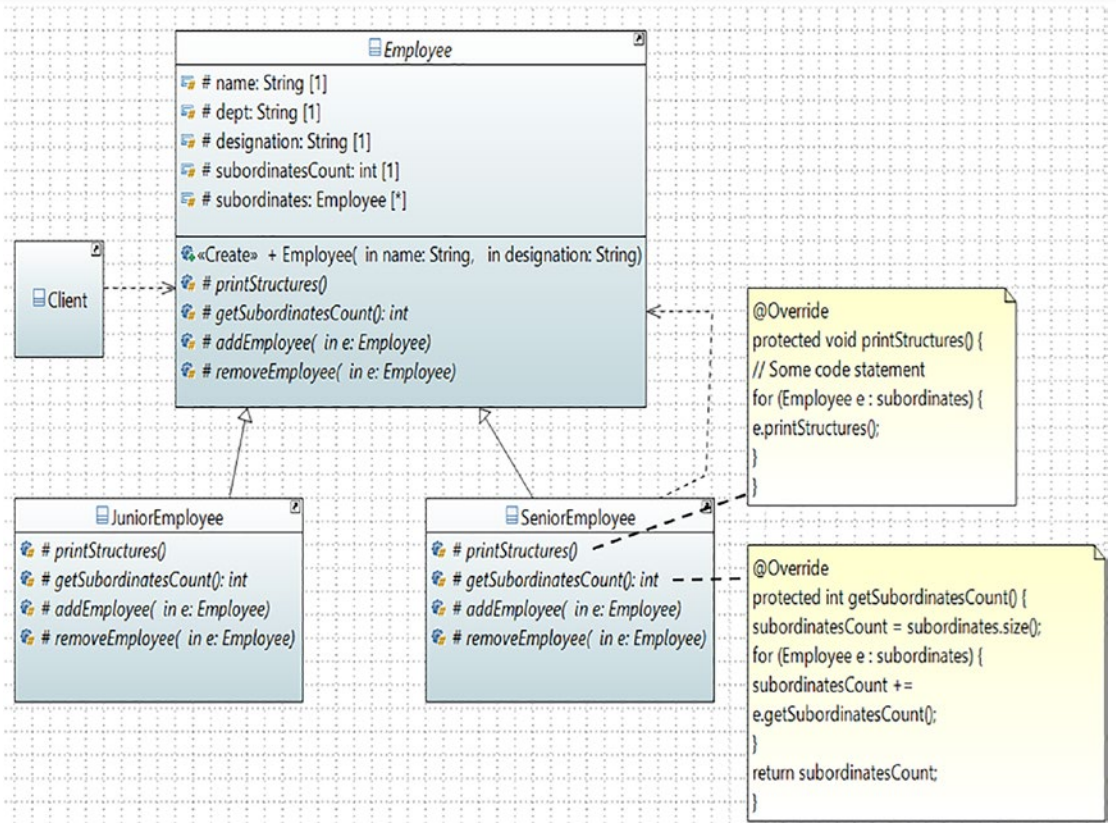 Employee
# name: String [1]
# dept: String [1]
# designation: String [1]
# subordinatesCount: int [1]
# subordinates: Employee [*]
«Create» + Employee( in name: String, in designation: String)
# printStructures()
# getSubordinatesCount(): int
# addEmployee( in e: Employee)
# removeEmployee( in e: Employee)
Client
JuniorEmployee
# printStructures()
# getSubordinatesCount(): int
# addEmployee( in e: Employee)
# removeEmployee( in e: Employee)
SeniorEmployee
# printStructures()
# getSubordinatesCount(): int
# addEmployee( in e: Employee)
# removeEmployee( in e: Employee)
@Override
protected void printStructures() {
// Some code statement
for (Employee e : subordinates) {
e.printStructures();
}
}
@Override
protected int getSubordinatesCount() {
subordinatesCount = subordinates.size();
for (Employee e : subordinates) {
subordinatesCount +=
e.getSubordinatesCount();
}
return subordinatesCount;
}